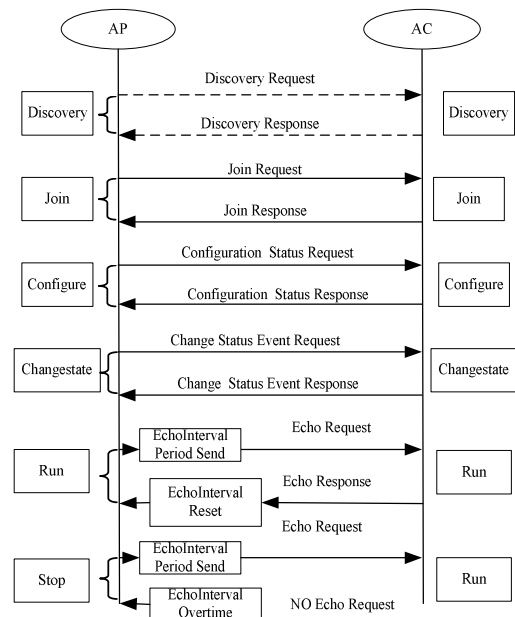 AP
AC
Discovery Request
Discovery
Discovery
Discovery Response
Join Request
Join
Join
Join Response
Configuration Status Request
Configure
Configure
Configuration Status Response
Change Status Event Request
Changestate
Changestate
Change Status Event Response
Echo Request
EchoInterval
Period Send
Run
Run
Echo Response
EchoInterval
Reset
Echo Request
EchoInterval
Period Send
Stop
Run
EchoInterval
Overtime
NO Echo Request